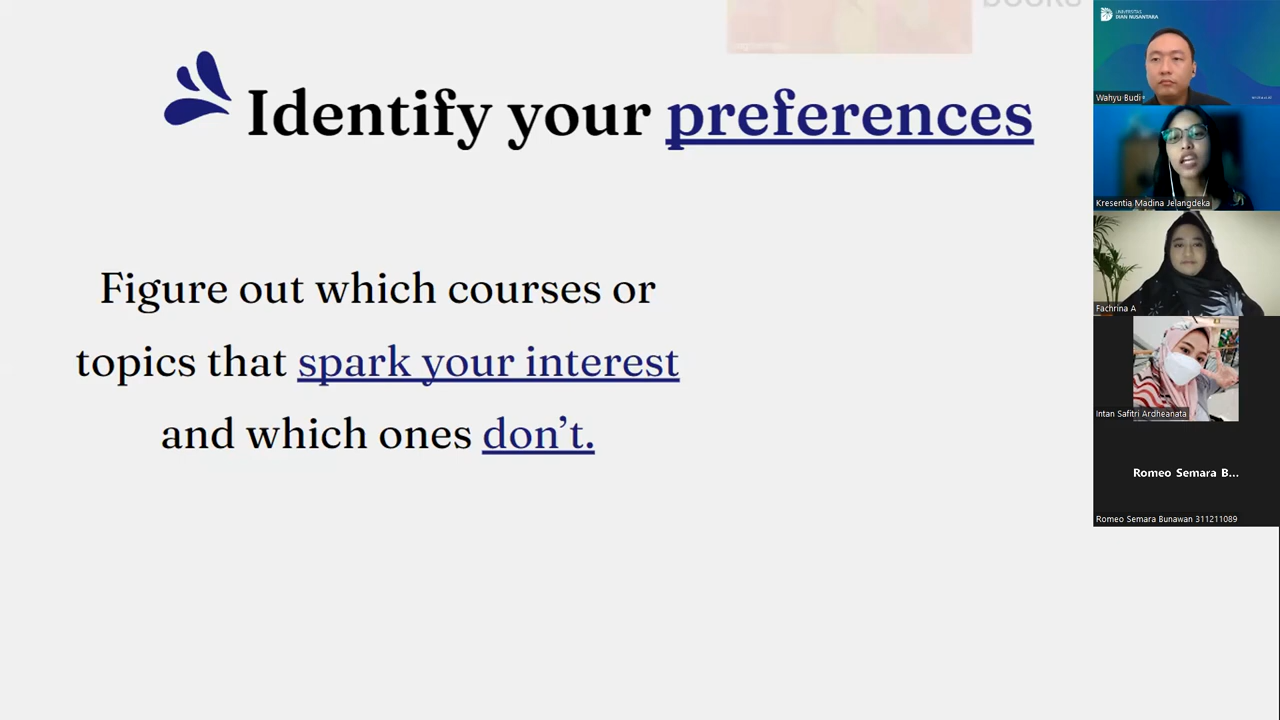 BOOKS
Identify your preferences
Figure out which courses or
topics that spark your interest
and which ones don't.
UNIVERSITAS
DIAN NUSANTARA
Wahyu Budi
Kresentia Madina Jelangdeka
Fachrina A
Intan Safitri Ardheanata
Romeo Semara B...
Romeo Semara Bunawan 311211089